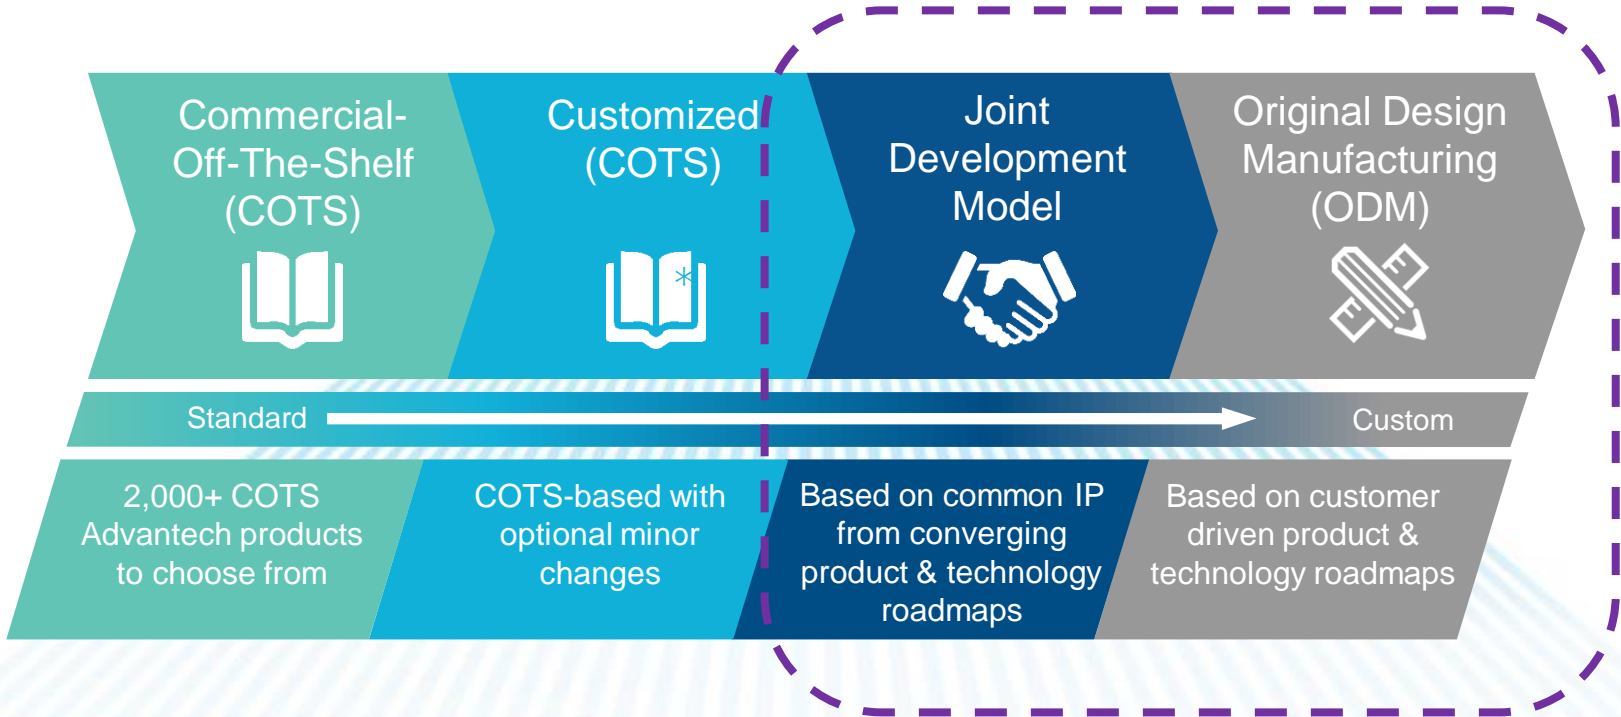 Commercial-
Off-The-Shelf
(COTS)
Customized
(COTS)
Joint
Development
Model
Original Design
Manufacturing
(ODM)
Standard
Custom
2,000+ COTS
Advantech products
to choose from
COTS-based with
optional minor
changes
Based on common IP
from converging
product & technology
roadmaps
Based on customer
driven product &
technology roadmaps